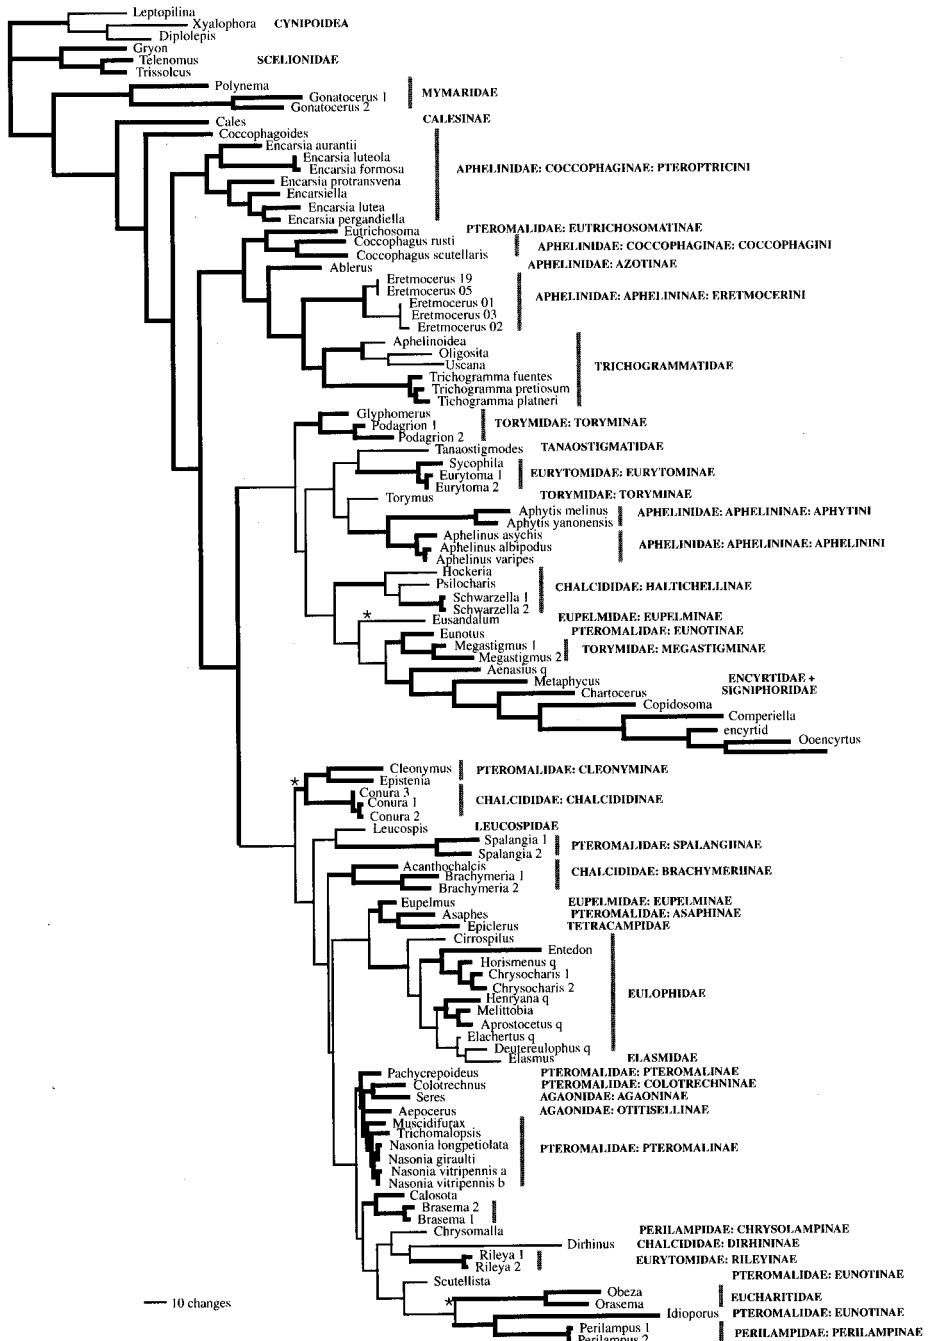 Leptopilina
Xyalophora CYNIPOIDEA
Diplolepis
Gryon
Telenomus SCELIONIDAE
Trissolcus
Polynema
Gonatocerus 1 MYMARIDAE
Gonatocerus 2
Cales CALESINAE
Coccophagoides
Encarsia aurantii
Encarsia luteola
Encarsia formosa APHELINIDAE: COCCOPHAGINAE: PTEROPTRICINI
Encarsia protransvena
Encarsiella
Encarsia lutea
Encarsia pergandiella
Eutrichosoma PTEROMALIDAE: EUTRICHOSOMATINAE
Coccophagus rusti APHELINIDAE: COCCOPHAGINAE: COCCOPHAGINI
Coccophagus scutellaris
Ablerus APHELINIDAE: AZOTINAE
Eretmocerus 19
Eretmocerus 05 APHELINIDAE: APHELININAE: ERETMOCERINI
Eretmocerus 01
Eretmocerus 03
Eretmocerus 02
Aphelinoidea
Oligosita
Uscana TRICHOGRAMMATIDAE
Trichogramma fuentes
Trichogramma pretiosum
Tichogramma platneri
Glyphomerus
Podagrion 1 TORYMIDAE: TORYMINAE
Podagrion 2
Tanaostigmodes TANAOSTIGMATIDAE
Sycophila
Eurytoma 1 EURYTOMIDAE: EURYTOMINAE
Eurytoma 2
Torymus TORYMIDAE: TORYMINAE
Aphytis melinus APHELINIDAE: APHELININAE: APHYTINI
Aphytis yanonensis
Aphelinus asychis
Aphelinus albipodus APHELINIDAE: APHELININAE: APHELININI
Aphelinus varipes
Hockeria
Psilocharis CHALCIDIDAE: HALTICHELLINAE
Schwarzella 1
Schwarzella 2
* Eusandalum EUPELMIDAE: EUPELMINAE
Eunotus PTEROMALIDAE: EUNOTINAE
Megastigmus 1 TORYMIDAE: MEGASTIGMINAE
Megastigmus 2
Aenasius q
Metaphycus ENCYRTIDAE +
Chartocerus SIGNIPHORIDAE
Copidosoma
Comperiella
encyrtid
Ooencyrtus
Cleonymus PTEROMALIDAE: CLEONYMINAE
* Epistenia
Conura 3
Conura 1 CHALCIDIDAE: CHALCIDIDINAE
Conura 2
Leucospis LEUCOSPIDAE
Spalangia 1 PTEROMALIDAE: SPALANGIINAE
Spalangia 2
Acanthochalcis
Brachymeria 1 CHALCIDIDAE: BRACHYMERIINAE
Brachymeria 2
Eupelmus EUPELMIDAE: EUPELMINAE
Asaphes PTEROMALIDAE: ASAPHINAE
Epiclerus TETRACAMPIDAE
Cirrospilus
Entedon
Horismenus q
Chrysocharis 1
Chrysocharis 2 EULOPHIDAE
Henryana q
Melittobia
Aprostocetus q
Elachertus q
Deutereulophus q
Elasmus ELASMIDAE
Pachycrepoideus PTEROMALIDAE: PTEROMALINAE
Colotrechnus PTEROMALIDAE: COLOTRECHNINAE
Seres AGAONIDAE: AGAONINAE
Aepocerus AGAONIDAE: OTITISELLINAE
Muscidifurax
Trichomalopsis
Nasonia longpetiolata PTEROMALIDAE: PTEROMALINAE
Nasonia giraulti
Nasonia vitripennis a
Nasonia vitripennis b
Calosota
Brasema 2
Brasema 1
Chrysomalla PERILAMPIDAE: CHRYSOLAMPINAE
Dirhinus CHALCIDIDAE: DIRHININAE
Rileya 1 EURYTOMIDAE: RILEYINAE
Rileya 2
Scutellista PTEROMALIDAE: EUNOTINAE
Obeza EUCHARITIDAE
* Orasema
10 changes
Idioporus PTEROMALIDAE: EUNOTINAE
Perilampus 1 PERILAMPIDAE: PERILAMPINAE
Perilampus 2